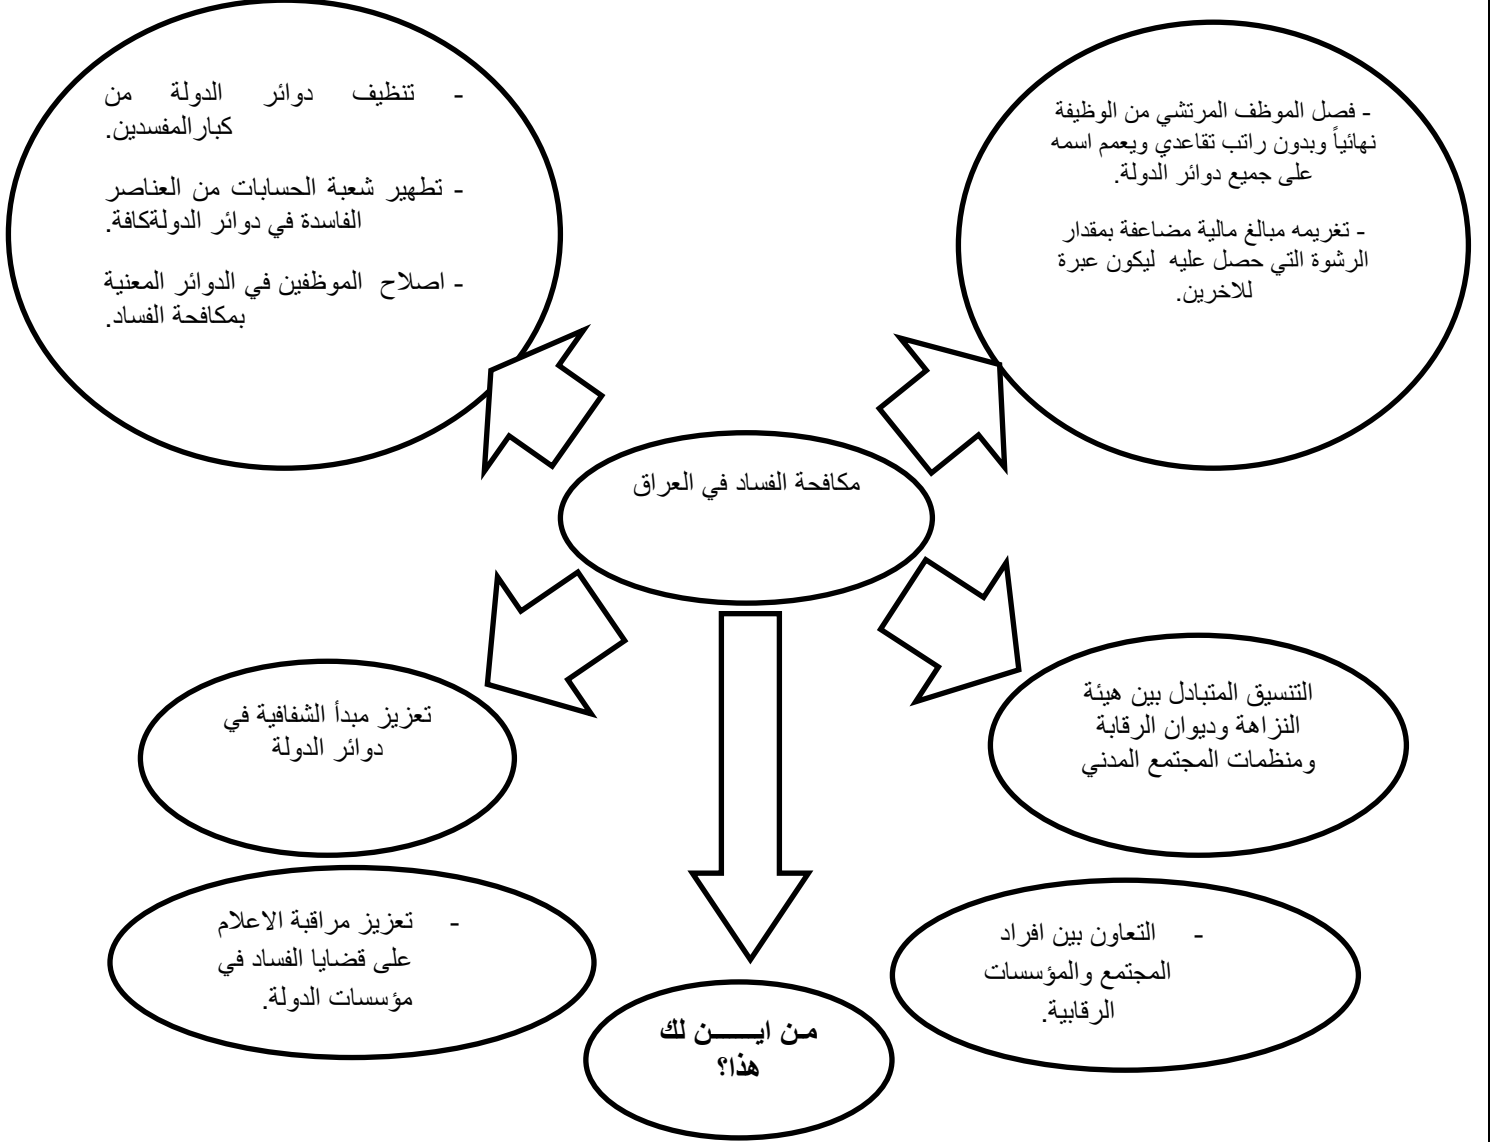 - فصل الموظف المرتشي من الوظيفة
نهائياً وبدون راتب تقاعدي ويعمم اسمه
على جميع دوائر الدولة.
- تغريمه مبالغ مالية مضاعفة بمقدار
الرشوة التي حصل عليه ليكون عبرة
للاخرين.
- تنظيف دوائر الدولة من
كبارالمفسدين.
- تطهير شعبة الحسابات من العناصر
الفاسدة في دوائر الدولةكافة.
- اصلاح الموظفين في الدوائر المعنية
بمكافحة الفساد.
مكافحة الفساد في العراق
التنسيق المتبادل بين هيئة
النزاهة وديوان الرقابة
ومنظمات المجتمع المدني
تعزيز مبدأ الشفافية في
دوائر الدولة
- التعاون بين افراد
المجتمع والمؤسسات
الرقابية.
- تعزيز مراقبة الاعلام
على قضايا الفساد في
مؤسسات الدولة.
مـن ايــــــن لك
هذا؟